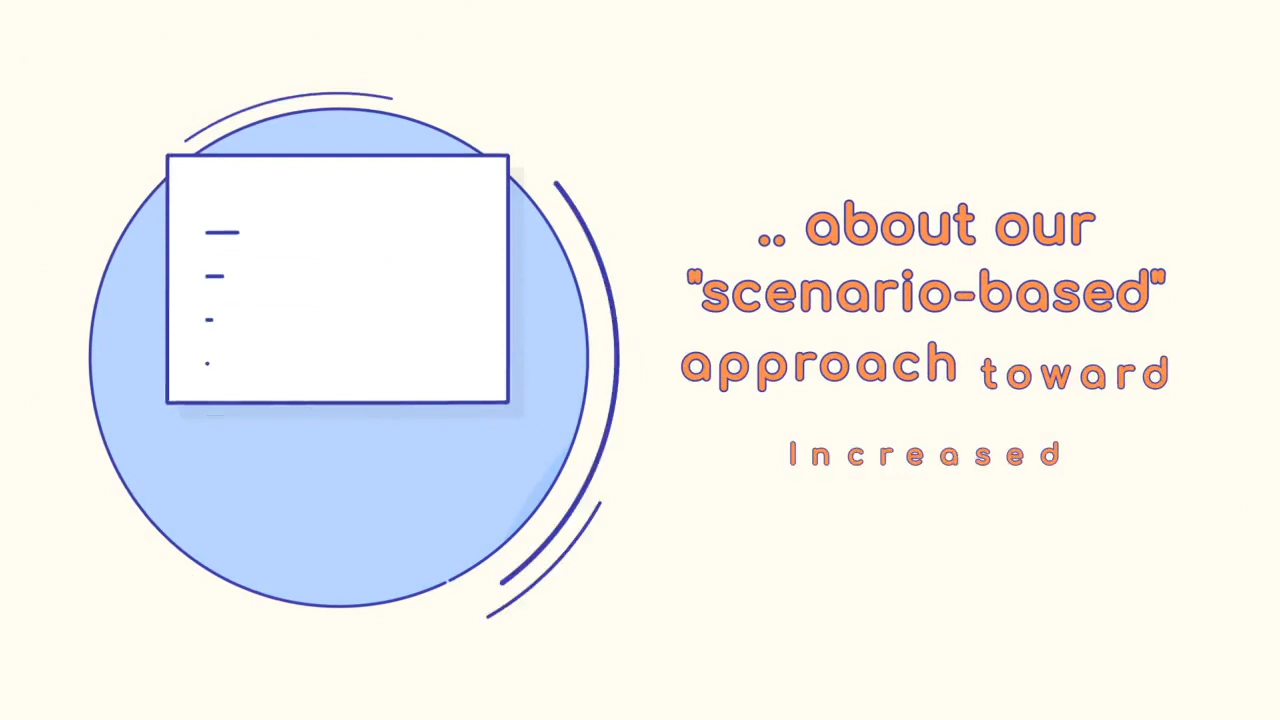 .. about our
"scenario-based"
approach toward
Increased